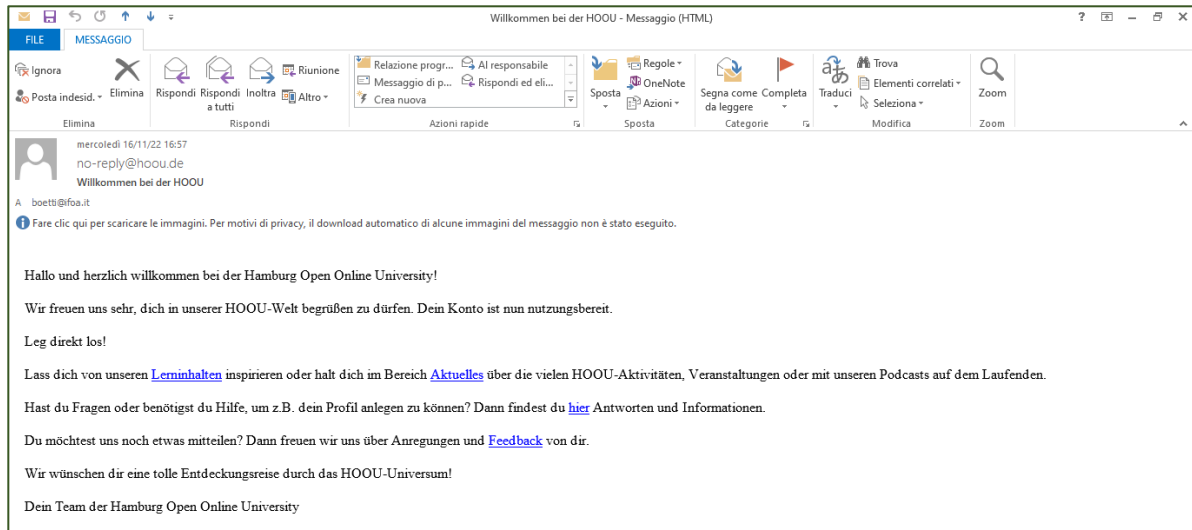 Willkommen bei der HOOU - Messaggio (HTML)
FILE MESSAGGIO
Ignora
Posta indesid.
Elimina
Elimina
Rispondi Rispondi a tutti Inoltra
Riunione
Altro
Rispondi
Relazione progr... Al responsabile
Messaggio di p... Rispondi ed eli...
Crea nuova
Azioni rapide
Sposta
Regole
OneNote
Azioni
Sposta
Segna come da leggere Completa
Categorie
Traduci
Trova
Elementi correlati
Seleziona
Modifica
Zoom
Zoom
mercoledì 16/11/22 16:57
no-reply@hoou.de
Willkommen bei der HOOU
A boetti@ifoa.it
Fare clic qui per scaricare le immagini. Per motivi di privacy, il download automatico di alcune immagini del messaggio non è stato eseguito.
Hallo und herzlich willkommen bei der Hamburg Open Online University!
Wir freuen uns sehr, dich in unserer HOOU-Welt begrüßen zu dürfen. Dein Konto ist nun nutzungsbereit.
Leg direkt los!
Lass dich von unseren Lerninhalten inspirieren oder halt dich im Bereich Aktuelles über die vielen HOOU-Aktivitäten, Veranstaltungen oder mit unseren Podcasts auf dem Laufenden.
Hast du Fragen oder benötigst du Hilfe, um z.B. dein Profil anlegen zu können? Dann findest du hier Antworten und Informationen.
Du möchtest uns noch etwas mitteilen? Dann freuen wir uns über Anregungen und Feedback von dir.
Wir wünschen dir eine tolle Entdeckungsreise durch das HOOU-Universum!
Dein Team der Hamburg Open Online University